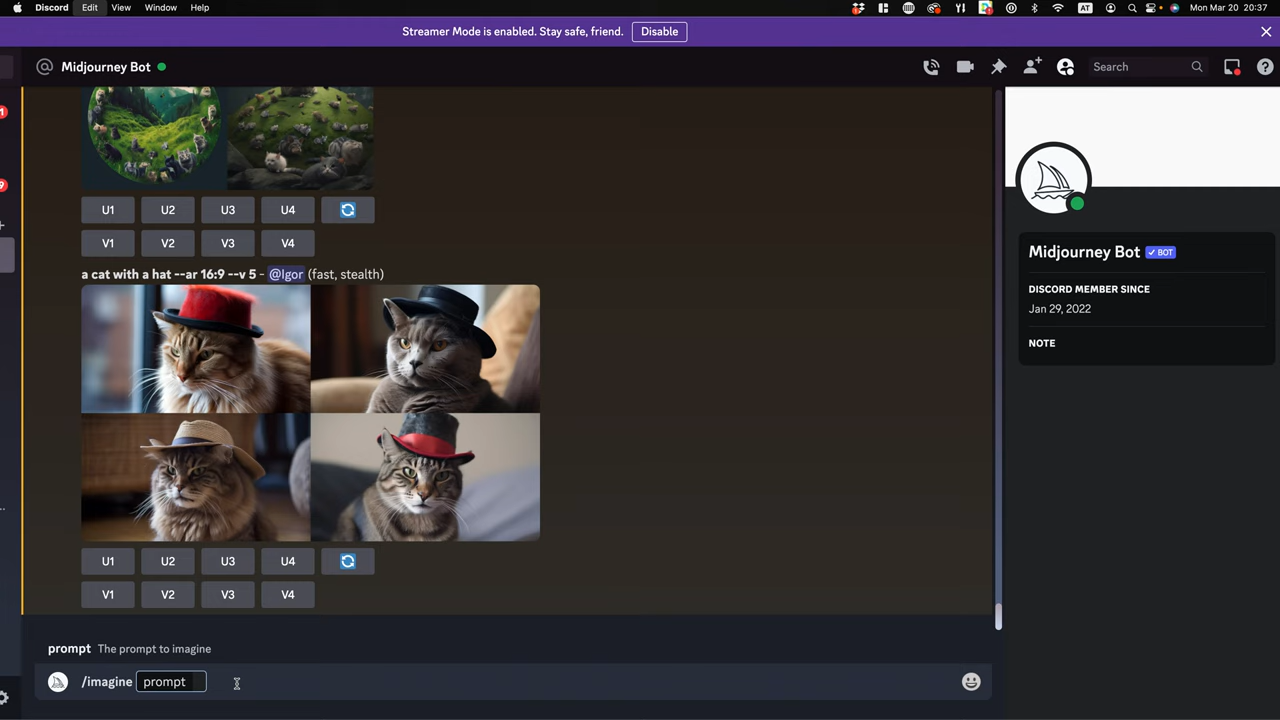 Discord Edit View Window Help AT Mon Mar 20 20:37
Streamer Mode is enabled. Stay safe, friend. Disable
@ Midjourney Bot Search
1
9
U1 U2 U3 U4
V1 V2 V3 V4
a cat with a hat --ar 16:9 --v 5 - @Igor (fast, stealth)
U1 U2 U3 U4
V1 V2 V3 V4
prompt The prompt to imagine
/imagine prompt
Midjourney Bot BOT
DISCORD MEMBER SINCE
Jan 29, 2022
NOTE